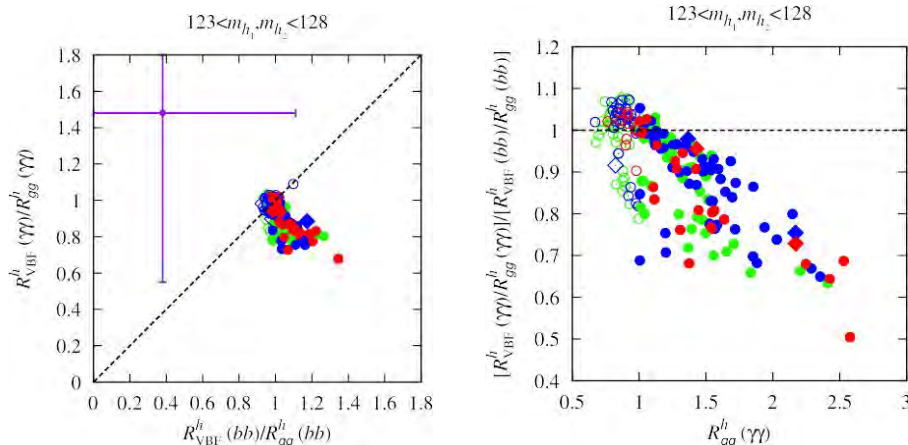 123<m_{h_1},m_{h_2}<128
1.8
1.6
1.4
1.2
1
0.8
0.6
0.4
0.2
0
0 0.2 0.4 0.6 0.8 1 1.2 1.4 1.6 1.8
R^h_{VBF}(γγ)/R^h_{gg}(γγ)
R^h_{VBF}(bb)/R^h_{gg}(bb)
123<m_{h_1},m_{h_2}<128
1.2
1.1
1
0.9
0.8
0.7
0.6
0.5
0.4
0.5 1 1.5 2 2.5 3
[R^h_{VBF}(γγ)/R^h_{gg}(γγ)]/[R^h_{VBF}(bb)/R^h_{gg}(bb)]
R^h_{gg}(γγ)